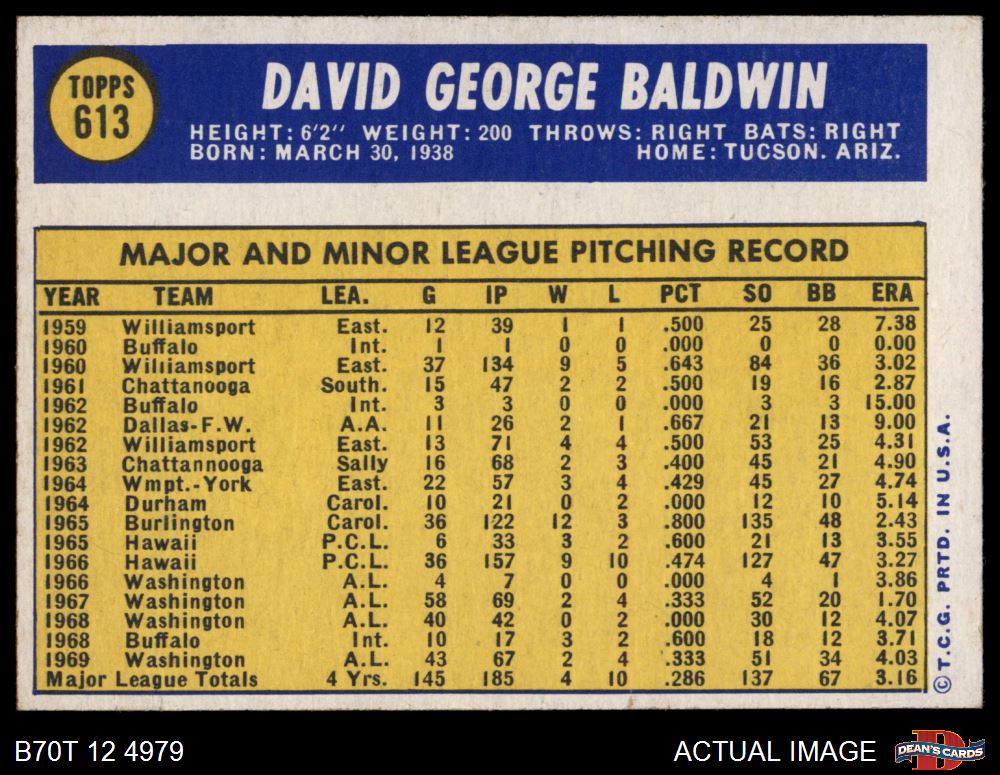 TOPPS
613
DAVID GEORGE BALDWIN
HEIGHT: 6'2" WEIGHT: 200 THROWS: RIGHT BATS: RIGHT
BORN: MARCH 30, 1938 HOME: TUCSON. ARIZ.
MAJOR AND MINOR LEAGUE PITCHING RECORD
YEAR TEAM LEA. G IP W L PCT SO BB ERA
1959 Williamsport East. 12 39 1 1 .500 25 28 7.38
1960 Buffalo Int. 1 1 0 0 .000 0 0 0.00
1960 Williamsport East. 37 134 9 5 .643 84 36 3.02
1961 Chattanooga South. 15 47 2 2 .500 19 16 2.87
1962 Buffalo Int. 3 3 0 0 .000 3 3 15.00
1962 Dallas-F.W. A.A. 11 26 2 1 .667 21 13 9.00
1962 Williamsport East. 13 71 4 4 .500 53 25 4.31
1963 Chattannooga Sally 16 68 2 3 .400 45 21 4.90
1964 Wmpt.-York East. 22 57 3 4 .429 45 27 4.74
1964 Durham Carol. 10 21 0 2 .000 12 10 5.14
1965 Burlington Carol. 36 122 12 3 .800 135 48 2.43
1965 Hawaii P.C.L. 6 33 3 2 .600 21 13 3.55
1966 Hawaii P.C.L. 36 157 9 10 .474 127 47 3.27
1966 Washington A.L. 4 7 0 0 .000 4 1 3.86
1967 Washington A.L. 58 69 2 4 .333 52 20 1.70
1968 Washington A.L. 40 42 0 2 .000 30 12 4.07
1968 Buffalo Int. 10 17 3 2 .600 18 12 3.71
1969 Washington A.L. 43 67 2 4 .333 51 34 4.03
Major League Totals 4 Yrs. 145 185 4 10 .286 137 67 3.16
© T.C.G. PRTD. IN U.S.A.
B70T 12 4979
ACTUAL IMAGE
DEAN'S CARDS